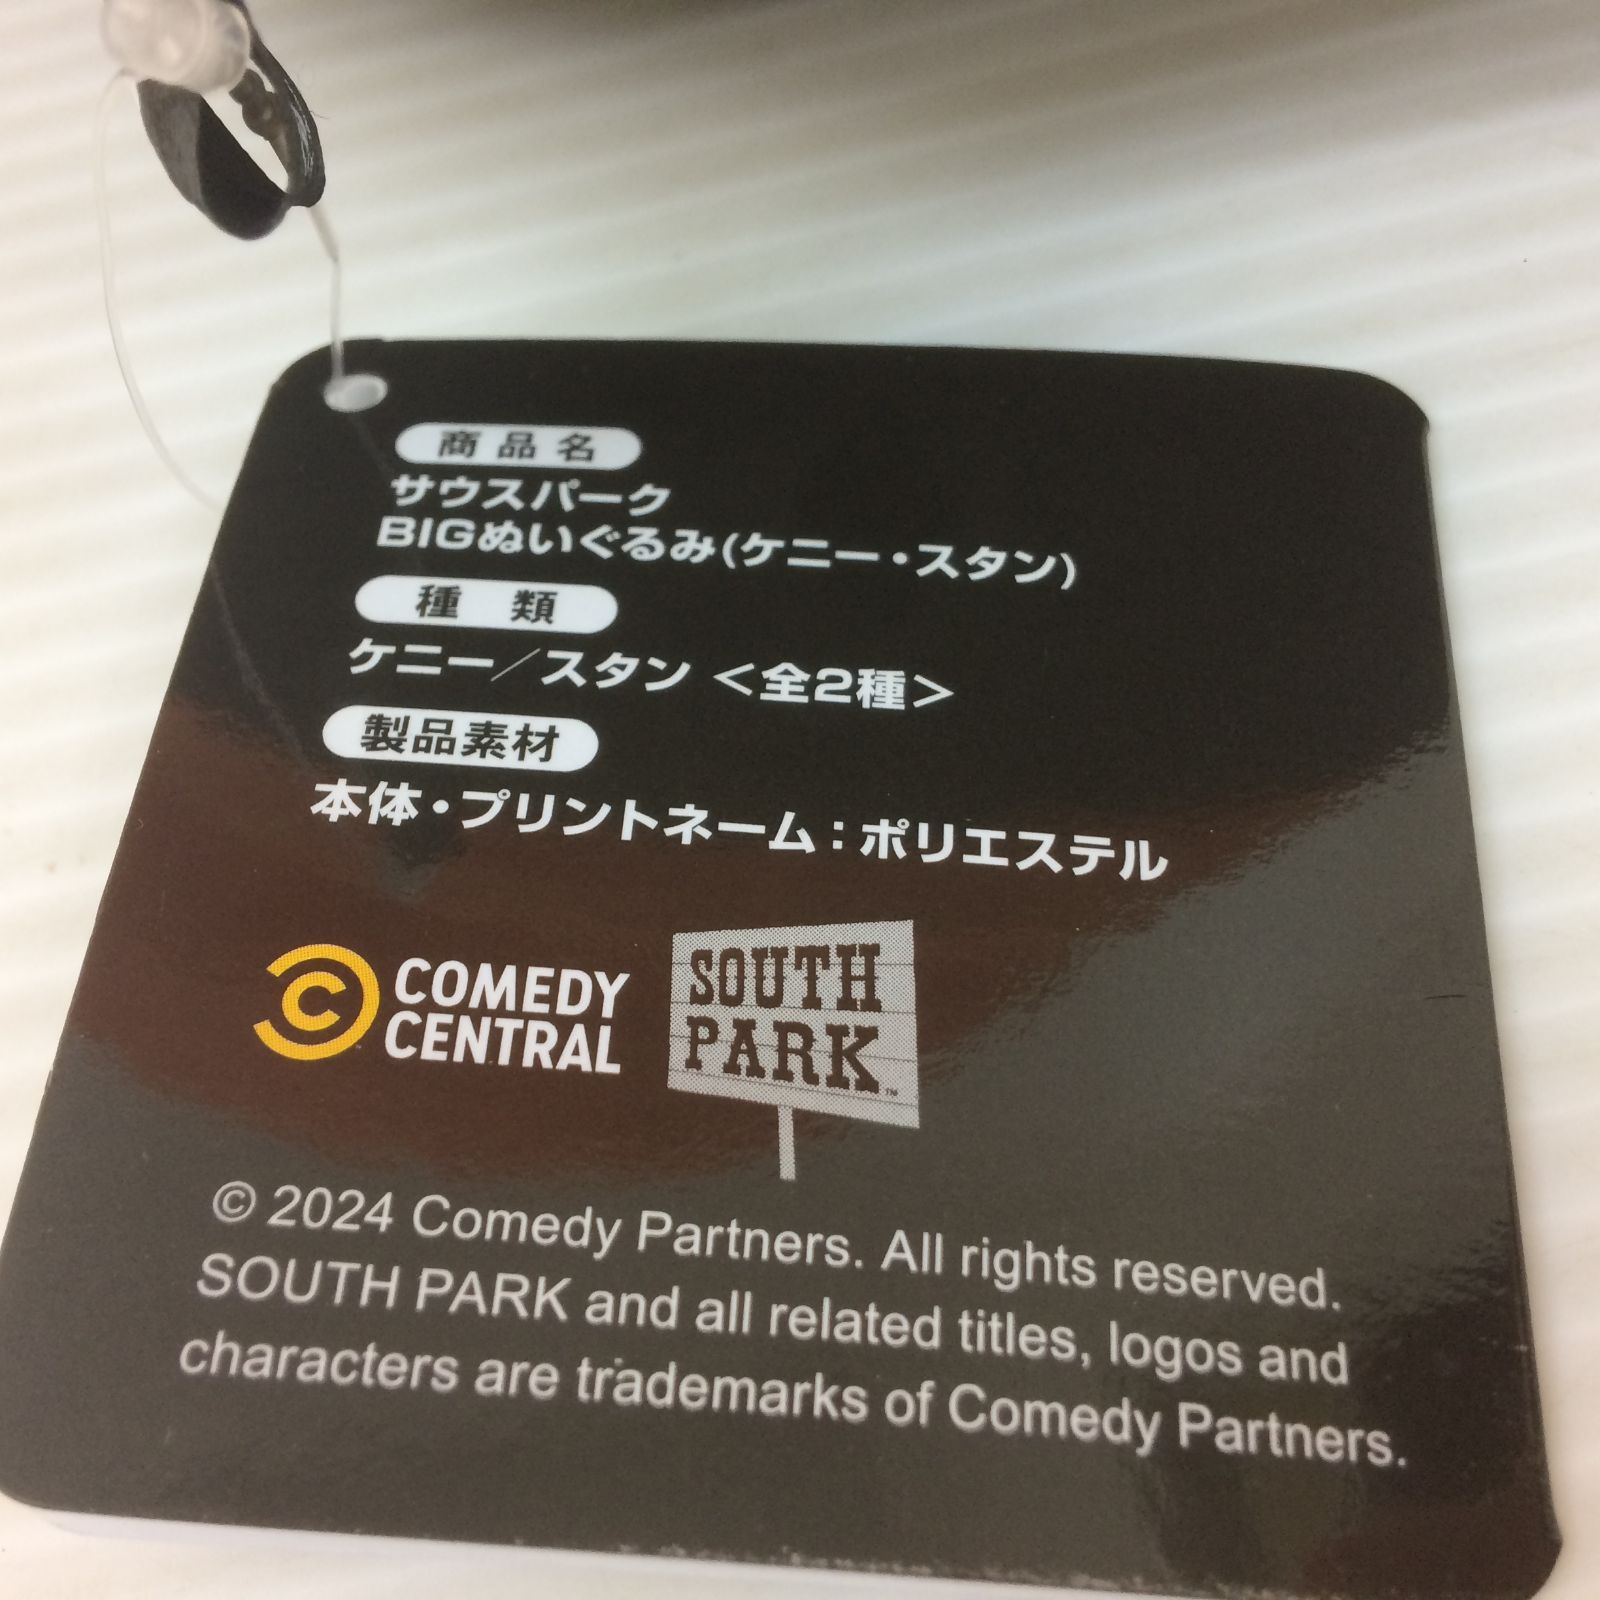 商品名
サウスパーク
BIGぬいぐるみ(ケニー・スタン)
種類
ケニー／スタン ＜全2種＞
製品素材
本体・プリントネーム：ポリエステル
COMEDY
CENTRAL
SOUTH
PARK™
© 2024 Comedy Partners. All rights reserved.
SOUTH PARK and all related titles, logos and
characters are trademarks of Comedy Partners.